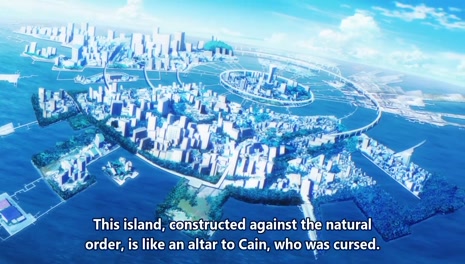 This island, constructed against the natural
order, is like an altar to Cain, who was cursed.